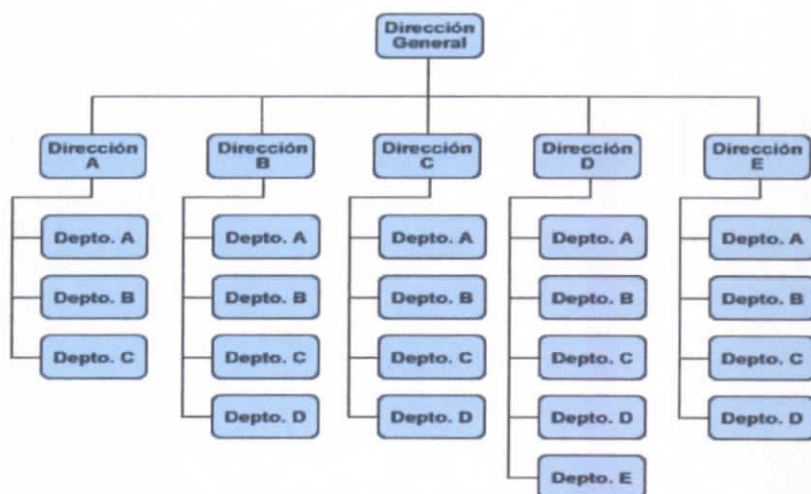 Dirección
General
Dirección
A
Dirección
B
Dirección
C
Dirección
D
Dirección
E
Depto. A
Depto. B
Depto. C
Depto. A
Depto. B
Depto. C
Depto. D
Depto. A
Depto. B
Depto. C
Depto. D
Depto. A
Depto. B
Depto. C
Depto. D
Depto. E
Depto. A
Depto. B
Depto. C
Depto. D